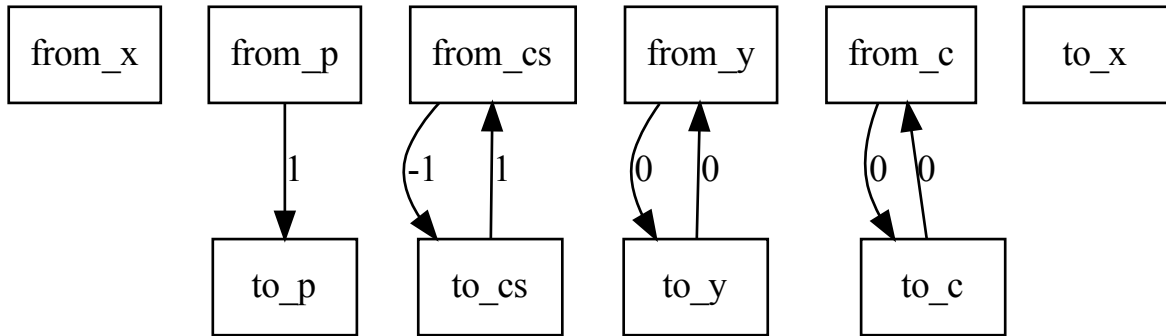 from_x
from_p
from_cs
from_y
from_c
to_x
1
-1
1
0
0
0
0
to_p
to_cs
to_y
to_c